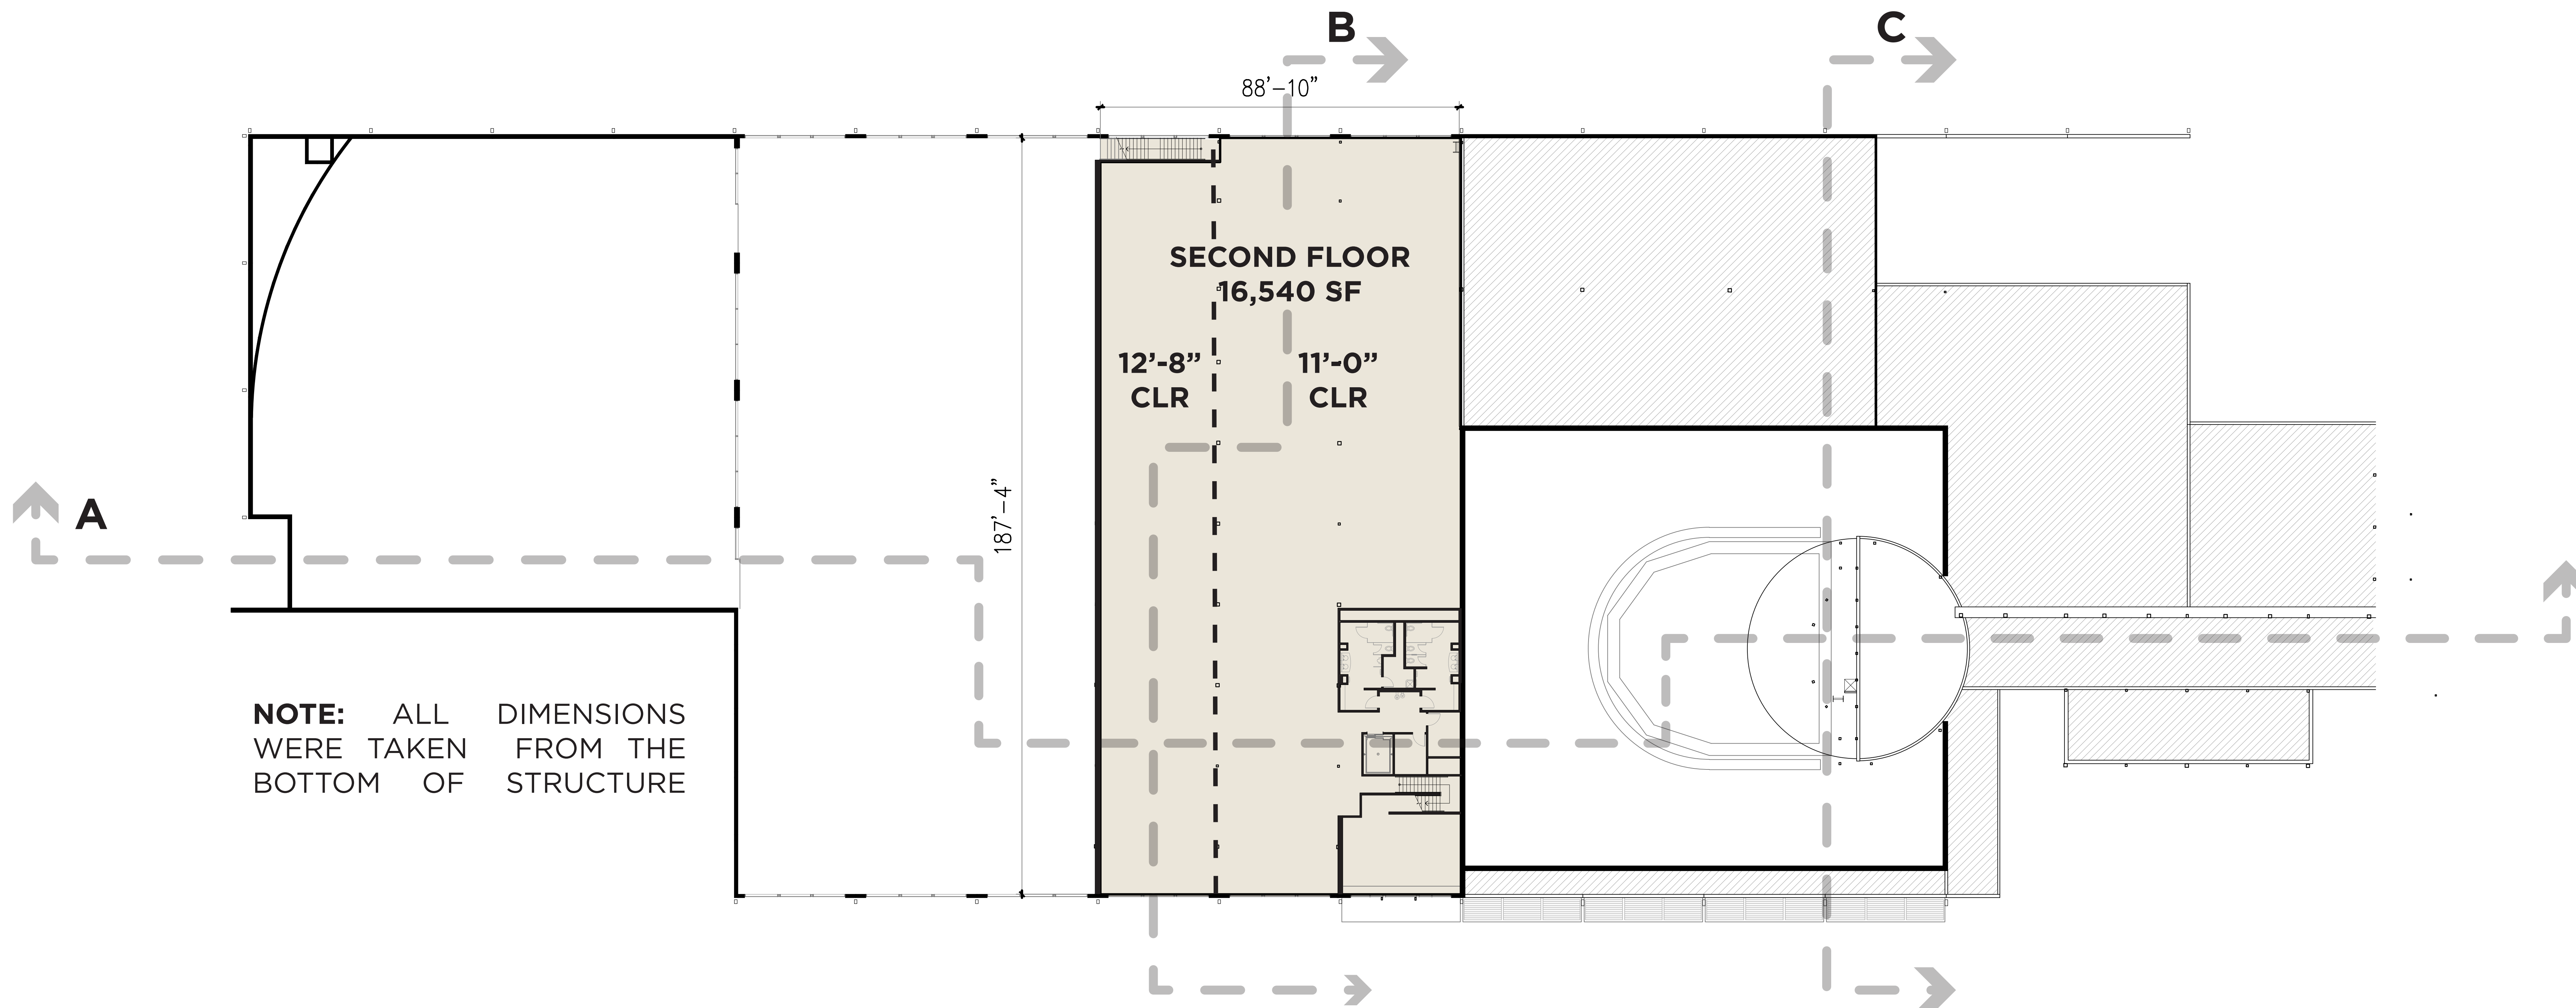 B
C
88’–10”
SECOND FLOOR
16,540 SF
12’-8”
CLR
11’-0”
CLR
187’–4”
A
NOTE: ALL DIMENSIONS
WERE TAKEN FROM THE
BOTTOM OF STRUCTURE